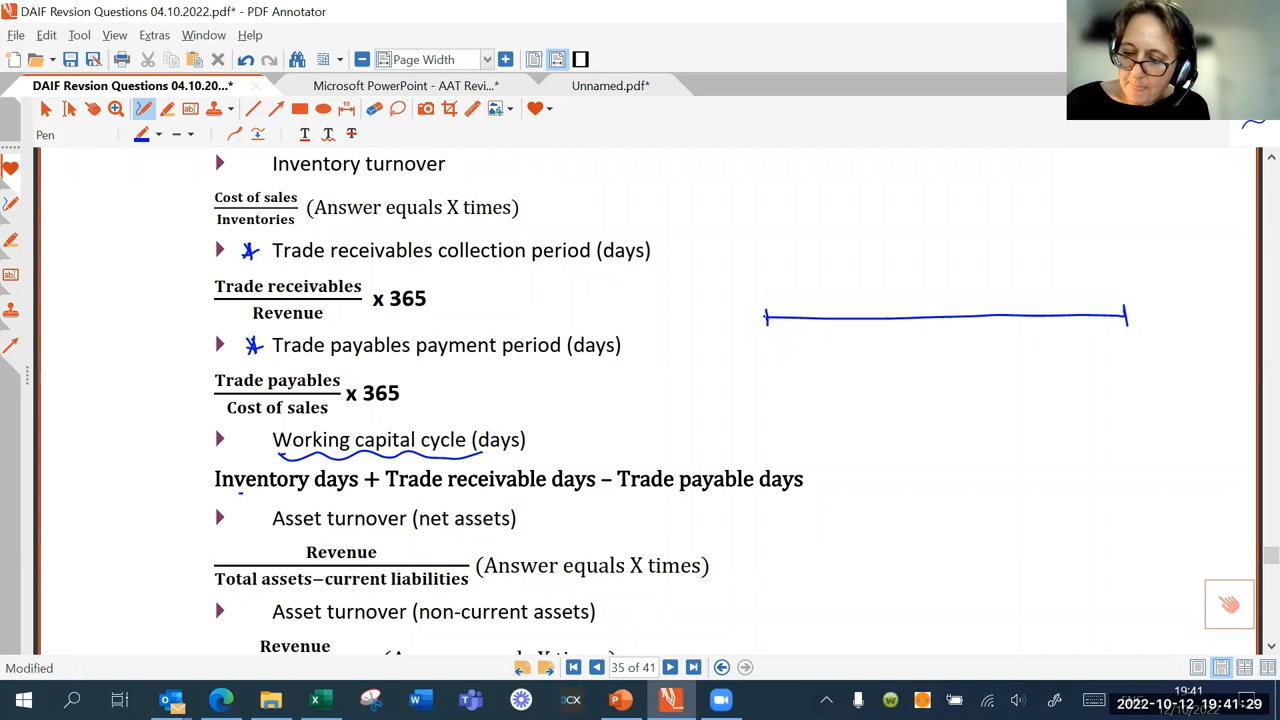 DAIF Revsion Questions 04.10.2022.pdf* - PDF Annotator
File Edit Tool View Extras Window Help
Page Width
DAIF Revsion Questions 04.10.20...* Microsoft PowerPoint - AAT Revi...* Unnamed.pdf*
Pen
Inventory turnover
Cost of sales
Inventories
(Answer equals X times)
Trade receivables collection period (days)
Trade receivables
Revenue
x 365
Trade payables payment period (days)
Trade payables
Cost of sales
x 365
Working capital cycle (days)
Inventory days + Trade receivable days – Trade payable days
Asset turnover (net assets)
Revenue
Total assets−current liabilities
(Answer equals X times)
Asset turnover (non-current assets)
Revenue
Modified
35 of 41
19:41
2022-10-12 19:41:29